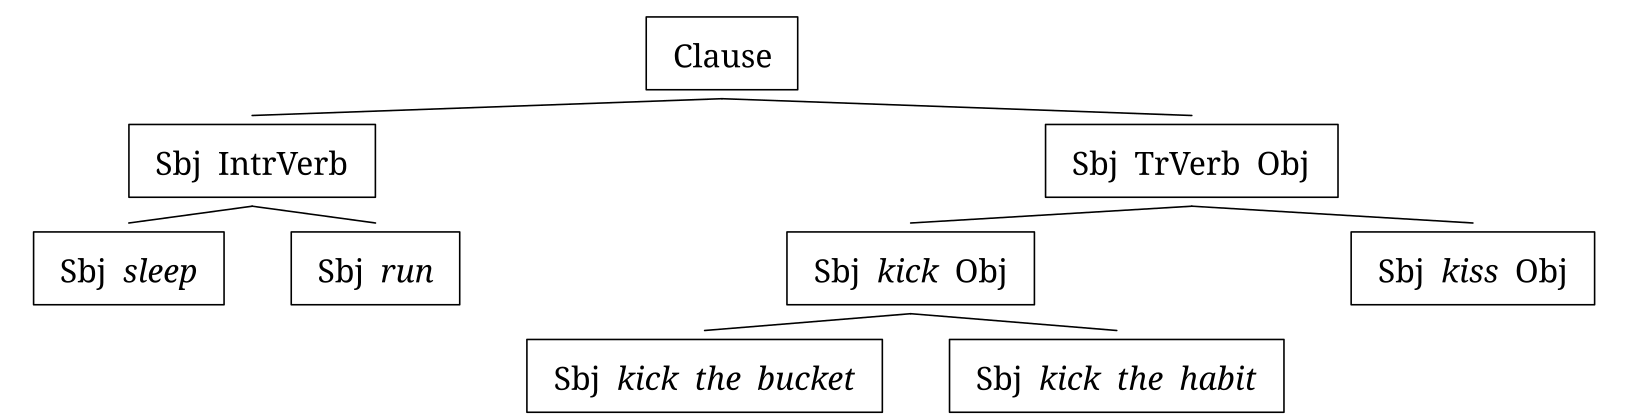 Clause
Sbj IntrVerb
Sbj TrVerb Obj
Sbj sleep
Sbj run
Sbj kick Obj
Sbj kiss Obj
Sbj kick the bucket
Sbj kick the habit